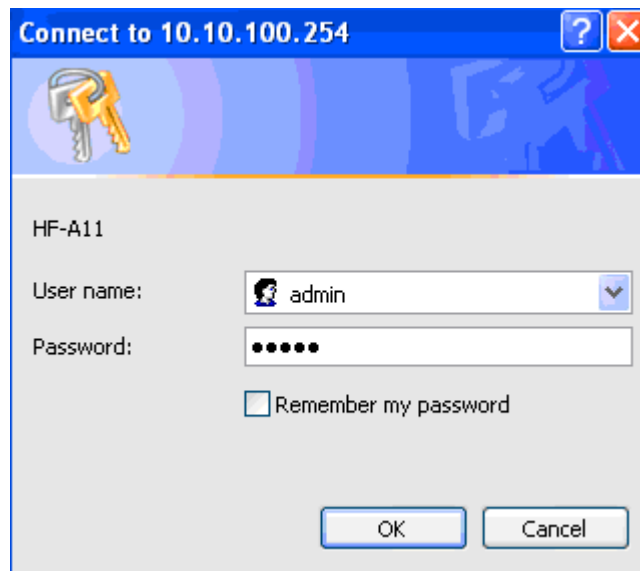 Connect to 10.10.100.254
HF-A11
User name:
admin
Password:
•••••
Remember my password
OK
Cancel